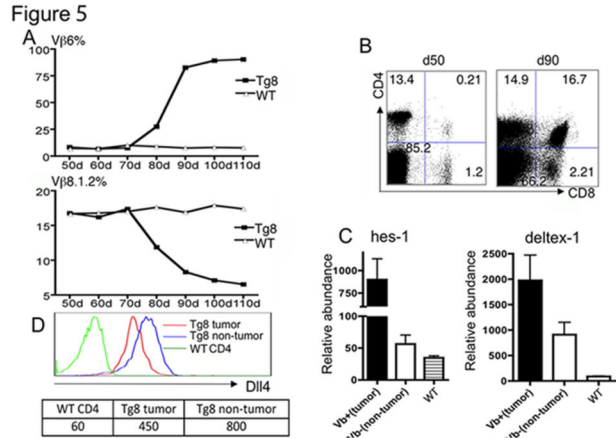 Figure 5
A
Vβ6%
100
75
50
25
0
50d 60d 70d 80d 90d 100d 110d
Tg8
WT
Vβ8.1.2%
20
15
10
5
50d 60d 70d 80d 90d 100d 110d
Tg8
WT
B
d50
d90
CD4
13.4
0.21
85.2
1.2
14.9
16.7
66.2
2.21
CD8
C
hes-1
Relative abundance
1000
750
100
50
0
Vb+(tumor)
Vb-(non-tumor)
WT
deltex-1
Relative abundance
2500
2000
1500
1000
500
0
Vb+(tumor)
Vb-(non-tumor)
WT
D
Tg8 tumor
Tg8 non-tumor
WT CD4
Dll4
WT CD4 Tg8 tumor Tg8 non-tumor
60 450 800